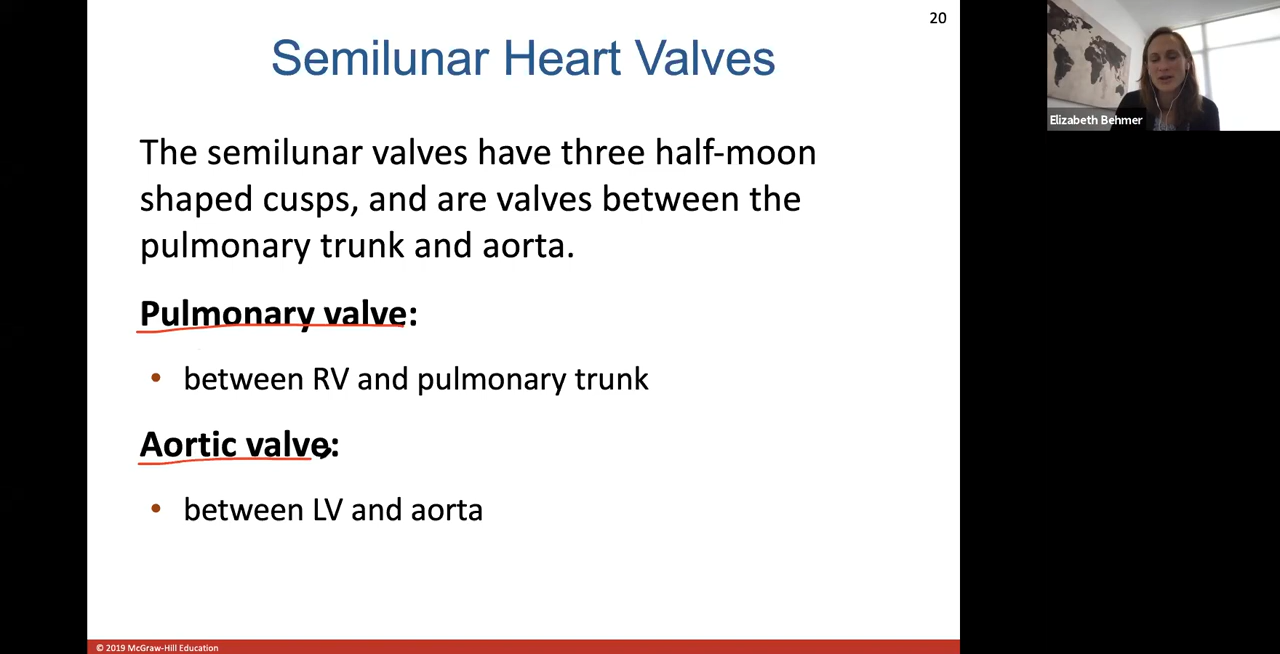 20
Semilunar Heart Valves
The semilunar valves have three half-moon
shaped cusps, and are valves between the
pulmonary trunk and aorta.
Pulmonary valve:
• between RV and pulmonary trunk
Aortic valve:
• between LV and aorta
© 2019 McGraw-Hill Education
Elizabeth Behmer